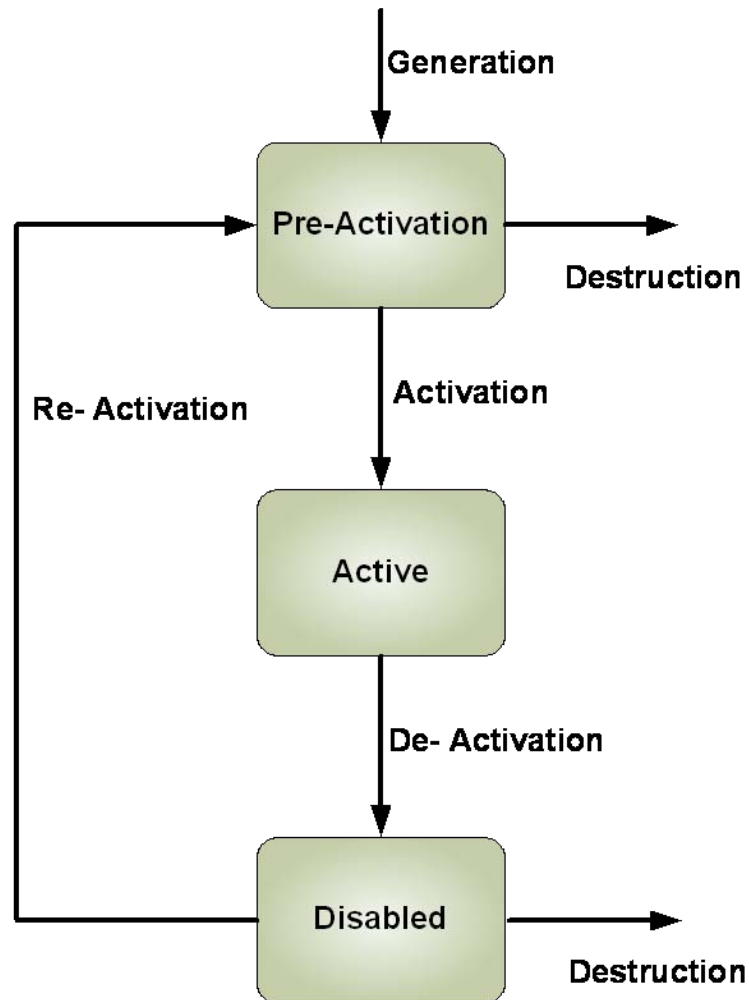 Generation
Pre-Activation
Destruction
Re- Activation
Activation
Active
De- Activation
Disabled
Destruction